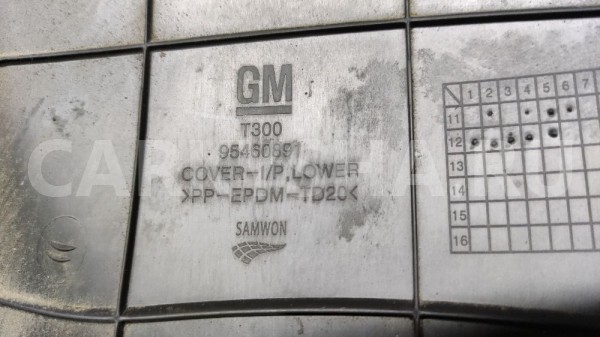 GM
T300
95460691
COVER-I/P, LOWER
>PP-EPDM-TD20<
SAMWON
1 2 3 4 5 6 7
11
12
14
15
16